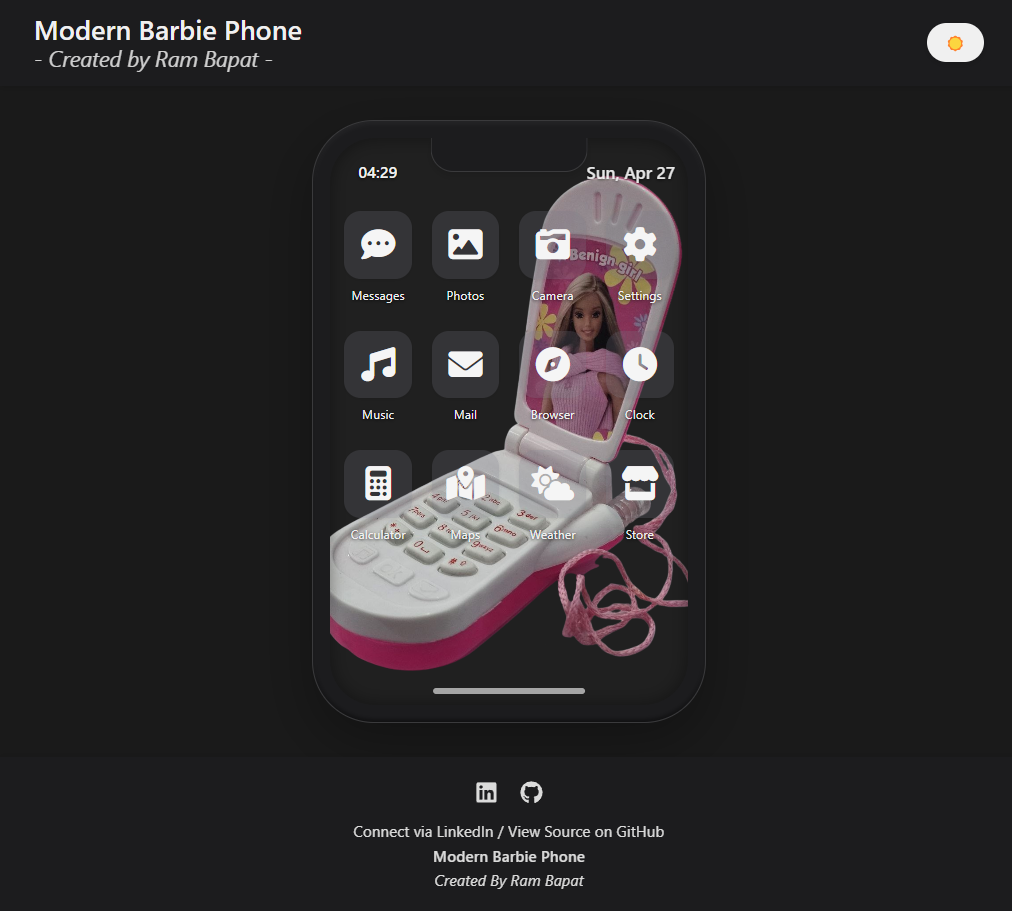 Modern Barbie Phone
- Created by Ram Bapat -
04:29
Sun, Apr 27
Benign girl
Messages
Photos
Camera
Settings
Music
Mail
Browser
Clock
Calculator
Maps
Weather
Store
Connect via LinkedIn / View Source on GitHub
Modern Barbie Phone
Created By Ram Bapat